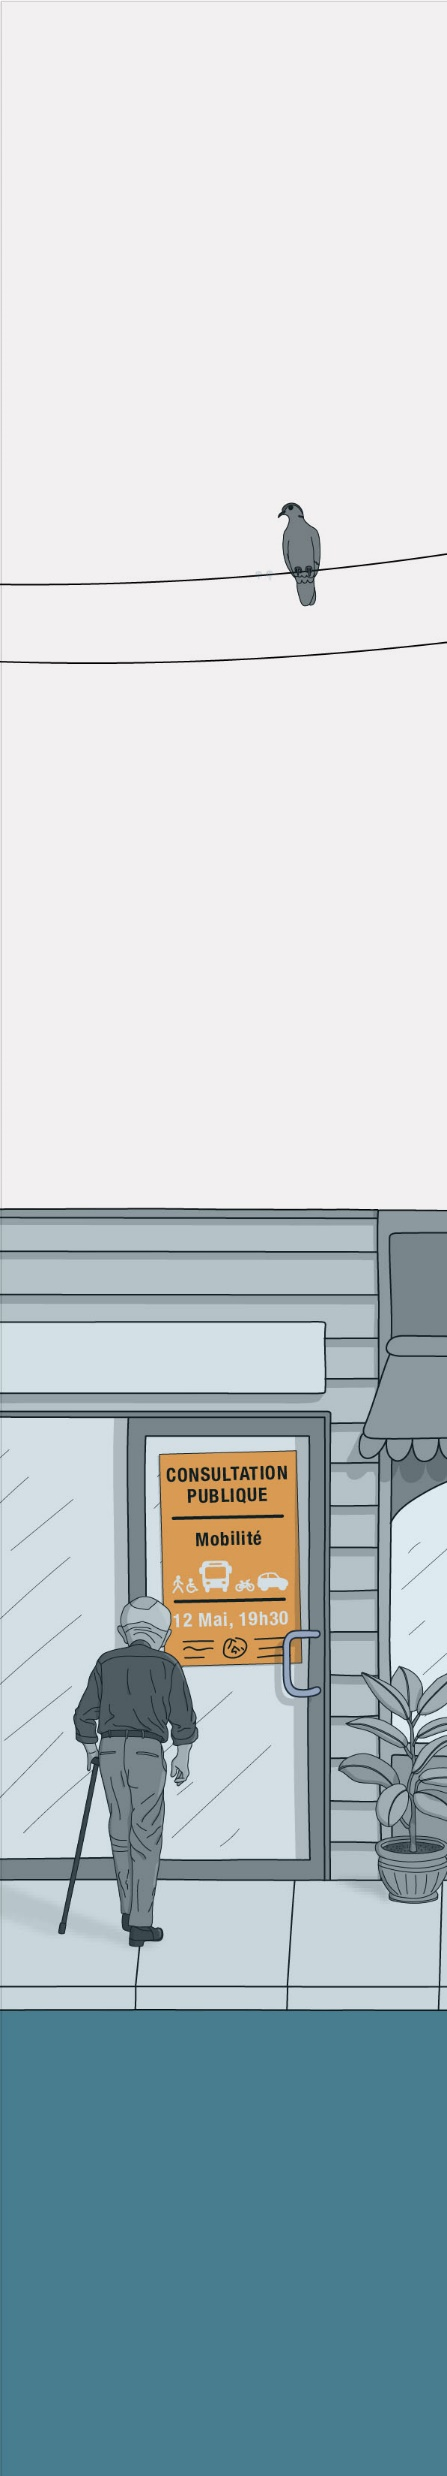 CONSULTATION
PUBLIQUE
Mobilité
12 Mai, 19h30